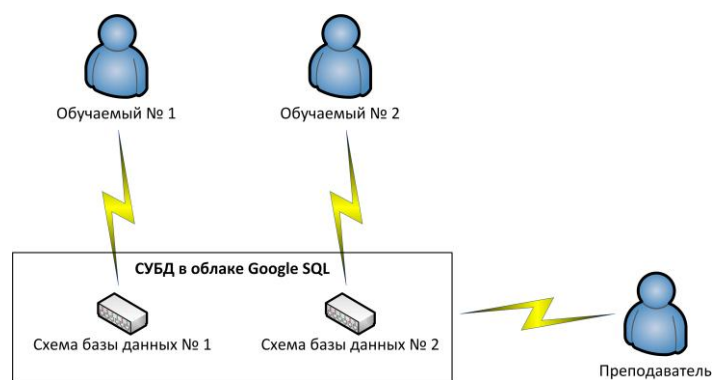 Обучаемый № 1
Обучаемый № 2
СУБД в облаке Google SQL
Схема базы данных № 1
Схема базы данных № 2
Преподаватель